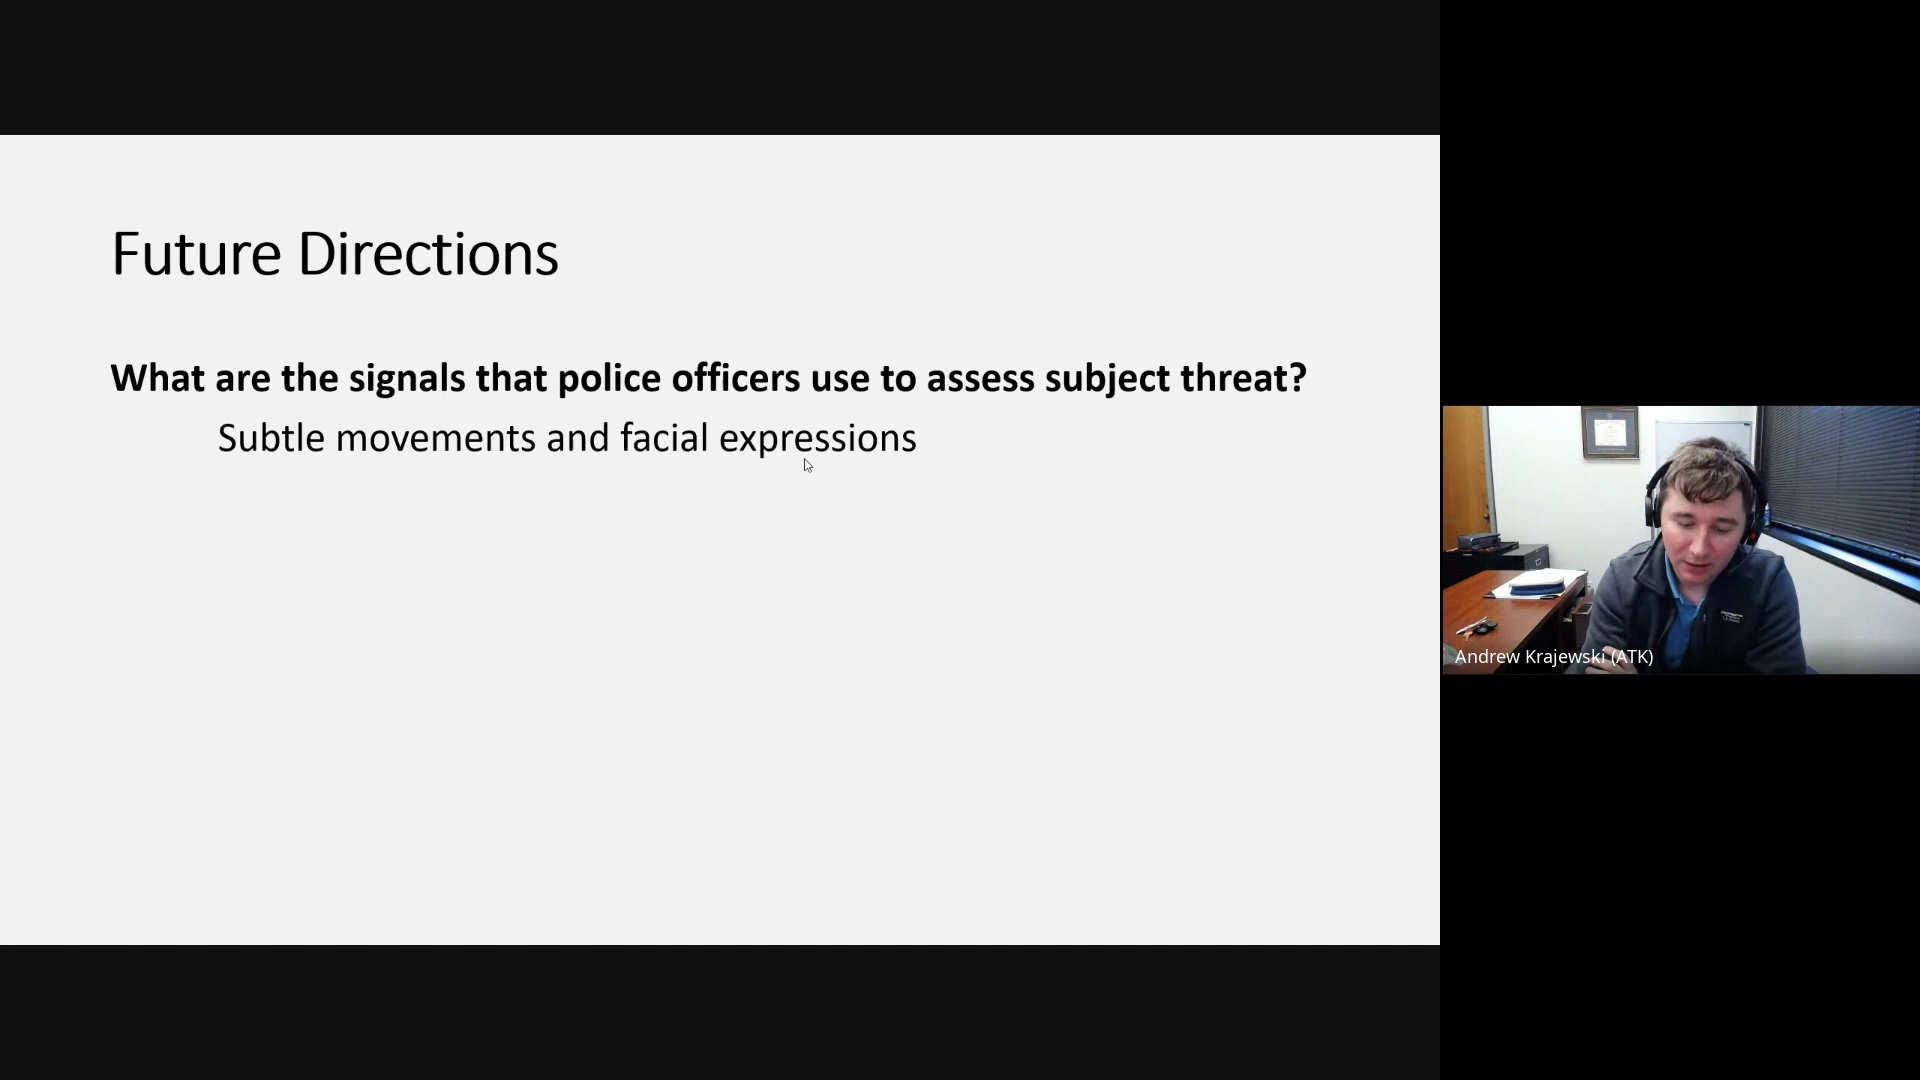 Future Directions
What are the signals that police officers use to assess subject threat?
Subtle movements and facial expressions
Andrew Krajewski (ATK)